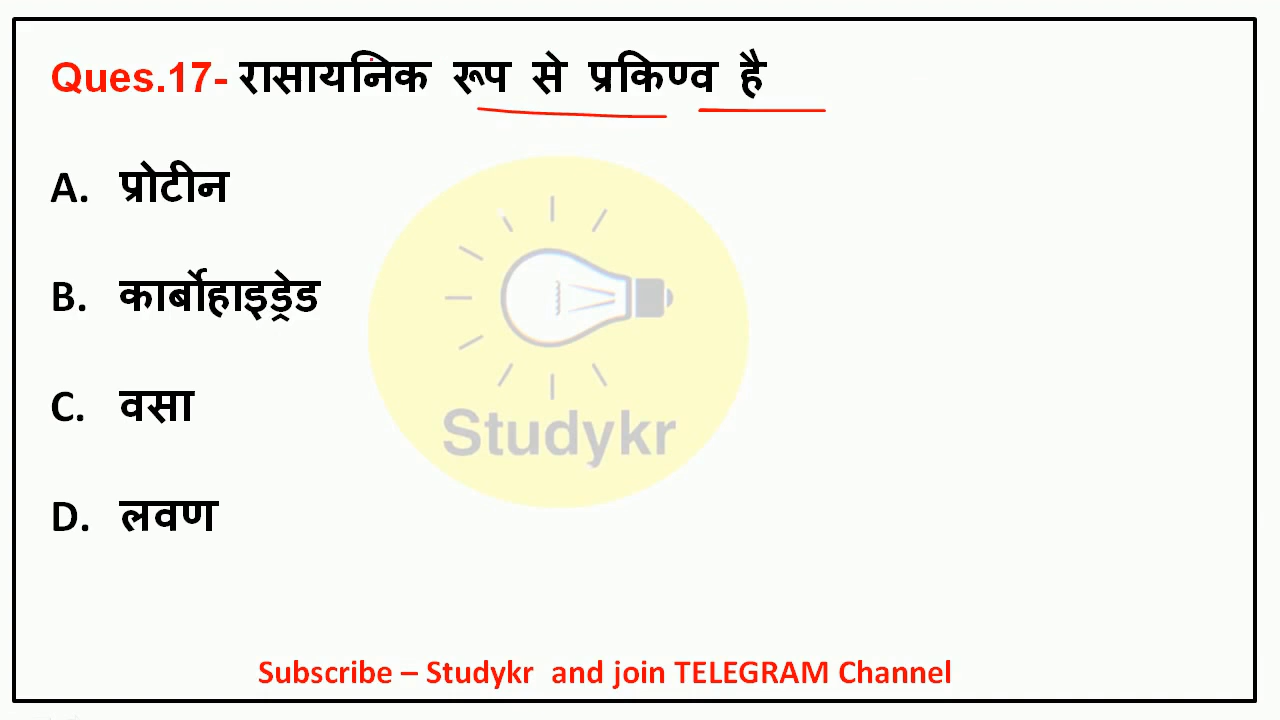 Ques.17- रासायनिक रूप से प्रकिण्व है
A. प्रोटीन
B. कार्बोहाइड्रेड
C. वसा
D. लवण
Studykr
Subscribe – Studykr and join TELEGRAM Channel